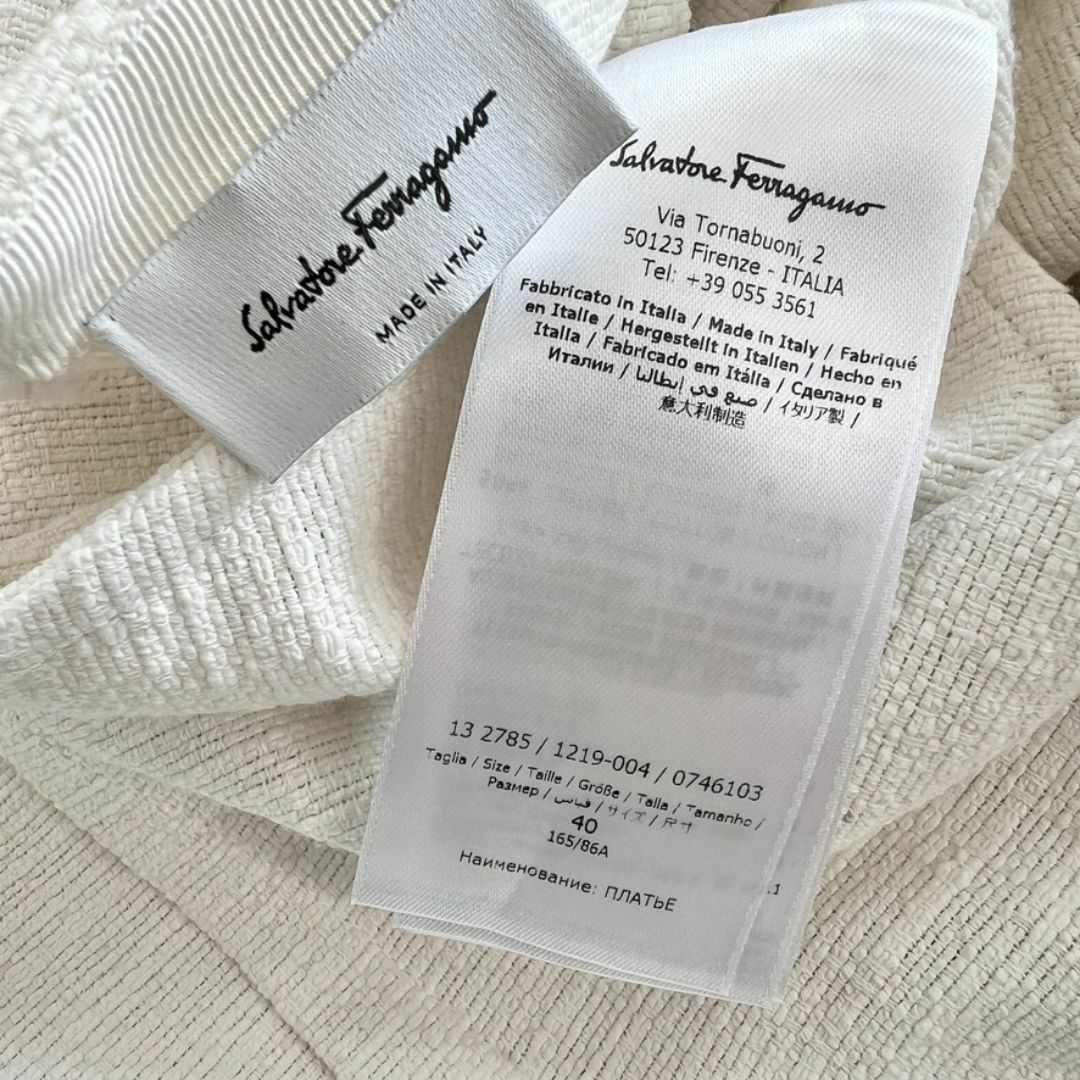 Salvatore Ferragamo
MADE IN ITALY
Salvatore Ferragamo
Via Tornabuoni, 2
50123 Firenze - ITALIA
Tel: +39 055 3561
Fabbricato in Italia / Made in Italy / Fabriqué
en Italie / Hergestellt in Italien / Hecho en
Italia / Fabricado em Itália / Сделано в
Италии / صنع في إيطاليا / イタリア製 /
意大利制造
13 2785 / 1219-004 / 0746103
Taglia / Size / Taille / Größe / Talla / Tamanho /
Размер / قياس / サイズ / 尺寸
40
165/86A
.1
Наименование: ПЛАТЬЕ